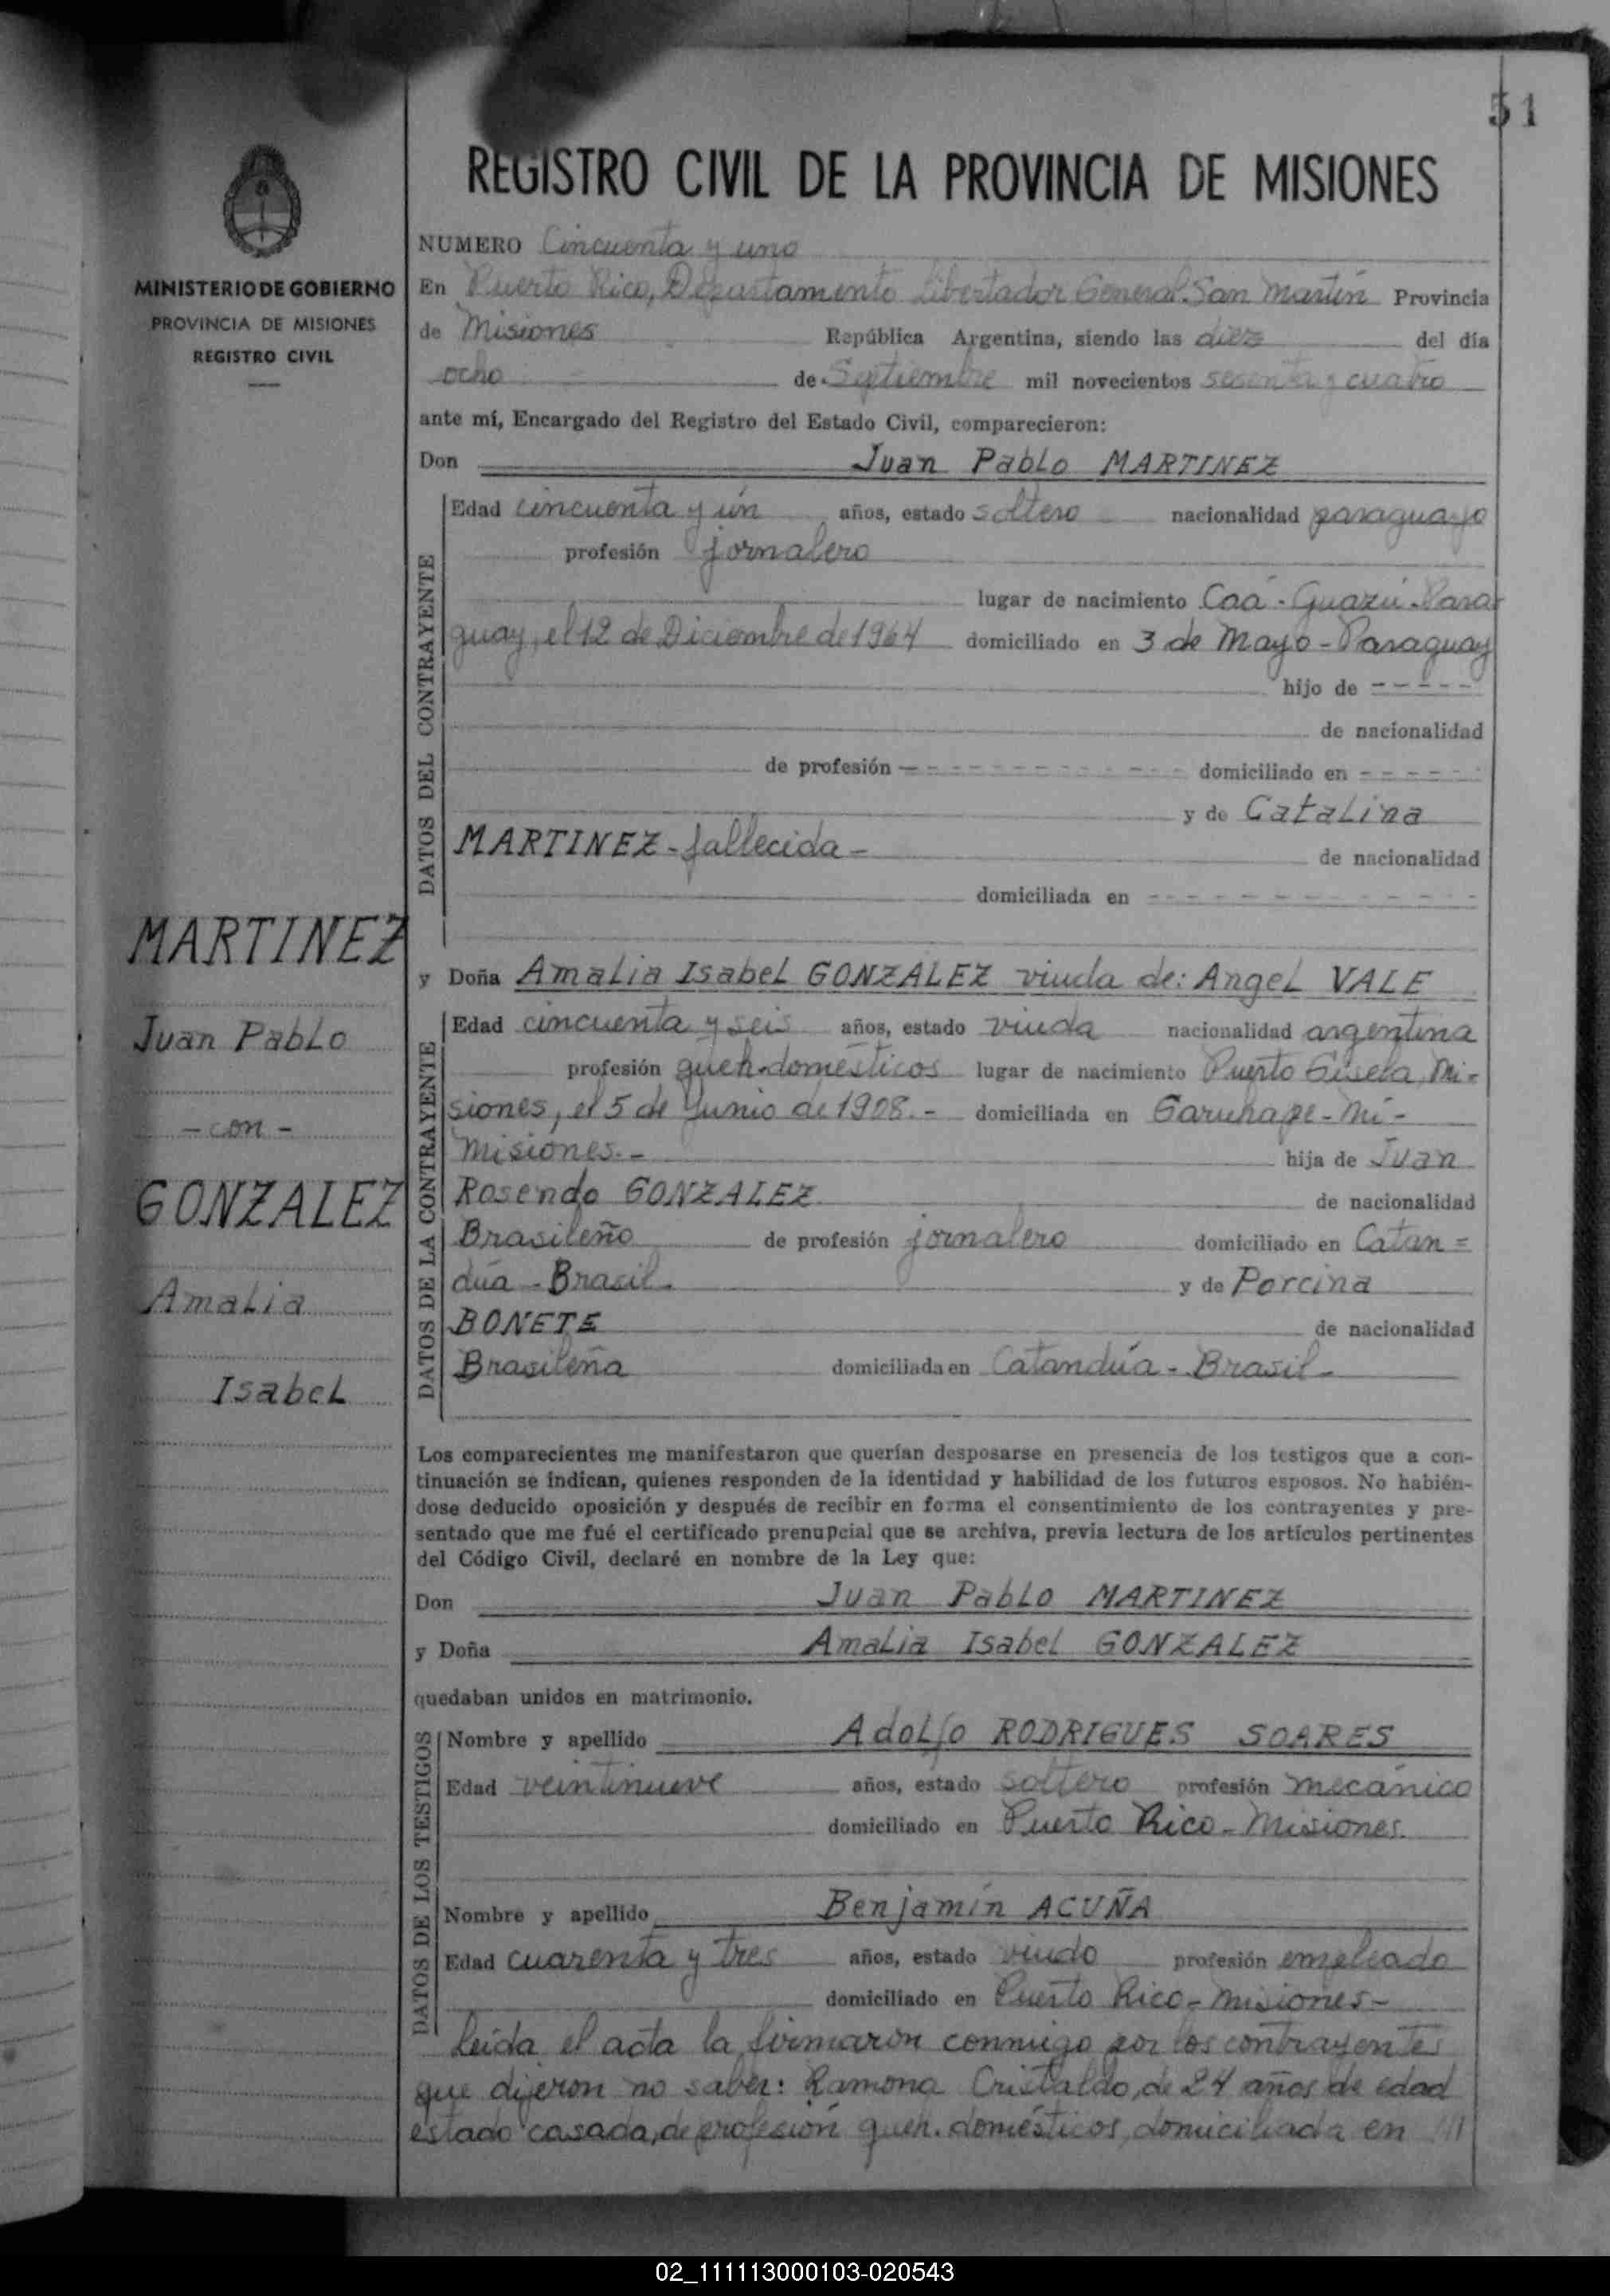 51
REGISTRO CIVIL DE LA PROVINCIA DE MISIONES
MINISTERIO DE GOBIERNO
PROVINCIA DE MISIONES
REGISTRO CIVIL
NUMERO Cincuenta y uno
En Puerto Rico, Departamento Libertador General San Martín Provincia
de Misiones República Argentina, siendo las diez del día
ocho de Septiembre mil novecientos sesenta y cuatro
ante mí, Encargado del Registro del Estado Civil, comparecieron:
Don Juan Pablo MARTINEZ
DATOS DEL CONTRAYENTE
Edad cincuenta y ún años, estado soltero nacionalidad paraguayo
profesión jornalero
lugar de nacimiento Caá-Guazú-Para-
guay, el 12 de Diciembre de 1964 domiciliado en 3 de Mayo - Paraguay
hijo de - - - - -
de nacionalidad
de profesión - - - - - - - - - - domiciliado en - - - - - -
y de Catalina
MARTINEZ - fallecida - de nacionalidad
domiciliada en - - - - - - - - - - -
y Doña Amalia Isabel GONZALEZ viuda de: Angel VALE
DATOS DE LA CONTRAYENTE
Edad cincuenta y seis años, estado viuda nacionalidad argentina
profesión queh. domésticos lugar de nacimiento Puerto Gisela, Mi-
siones, el 5 de Junio de 1908.- domiciliada en Garuhape - Mi-
misiones.- hija de Juan
Rosendo GONZALEZ de nacionalidad
Brasileño de profesión jornalero domiciliado en Catan=
dúa - Brasil. y de Porcina
BONETE de nacionalidad
Brasileña domiciliada en Catandúa - Brasil -
MARTINEZ
Juan Pablo
- con -
GONZALEZ
Amalia
Isabel
Los comparecientes me manifestaron que querían desposarse en presencia de los testigos que a con-
tinuación se indican, quienes responden de la identidad y habilidad de los futuros esposos. No habién-
dose deducido oposición y después de recibir en forma el consentimiento de los contrayentes y pre-
sentado que me fué el certificado prenupcial que se archiva, previa lectura de los artículos pertinentes
del Código Civil, declaré en nombre de la Ley que:
Don Juan Pablo MARTINEZ
y Doña Amalia Isabel GONZALEZ
quedaban unidos en matrimonio.
DATOS DE LOS TESTIGOS
Nombre y apellido Adolfo RODRIGUES SOARES
Edad veintinueve años, estado soltero profesión mecánico
domiciliado en Puerto Rico - Misiones.
Nombre y apellido Benjamín ACUÑA
Edad cuarenta y tres años, estado viudo profesión empleado
domiciliado en Puerto Rico - Misiones -
Leída el acta la firmaron conmigo por los contrayentes
que dijeron no saber: Ramona Cristaldo, de 24 años de edad
estado casada, de profesión queh. domésticos, domiciliada en
02_111113000103-020543